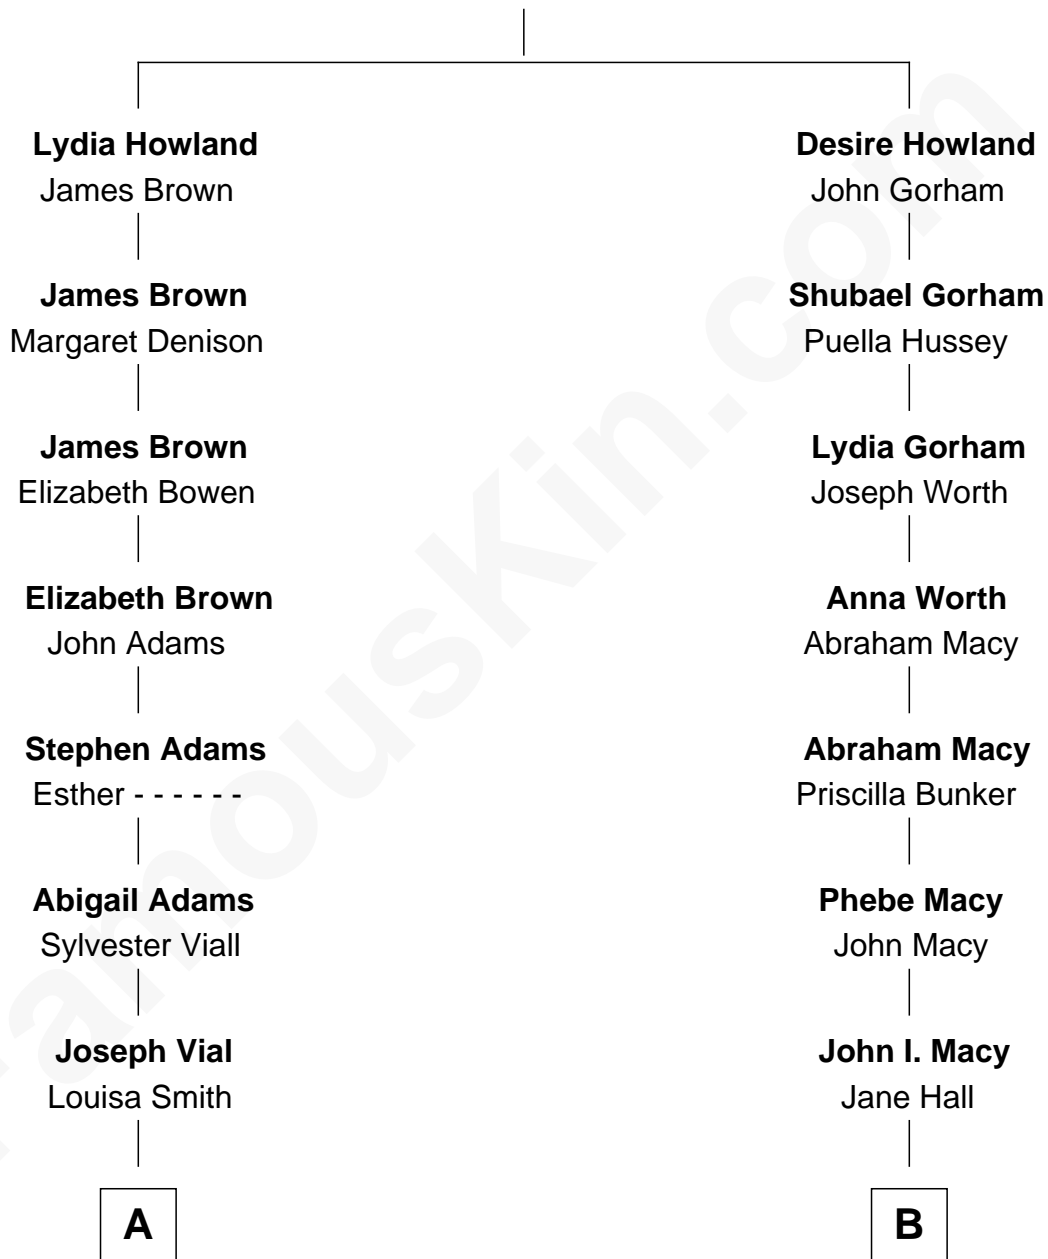 Lydia Howland
James Brown
James Brown
Margaret Denison
James Brown
Elizabeth Bowen
Elizabeth Brown
John Adams
Stephen Adams
Esther - - - - - -
Abigail Adams
Sylvester Viall
Joseph Vial
Louisa Smith
A
Desire Howland
John Gorham
Shubael Gorham
Puella Hussey
Lydia Gorham
Joseph Worth
Anna Worth
Abraham Macy
Abraham Macy
Priscilla Bunker
Phebe Macy
John Macy
John I. Macy
Jane Hall
B
FamousKin.com